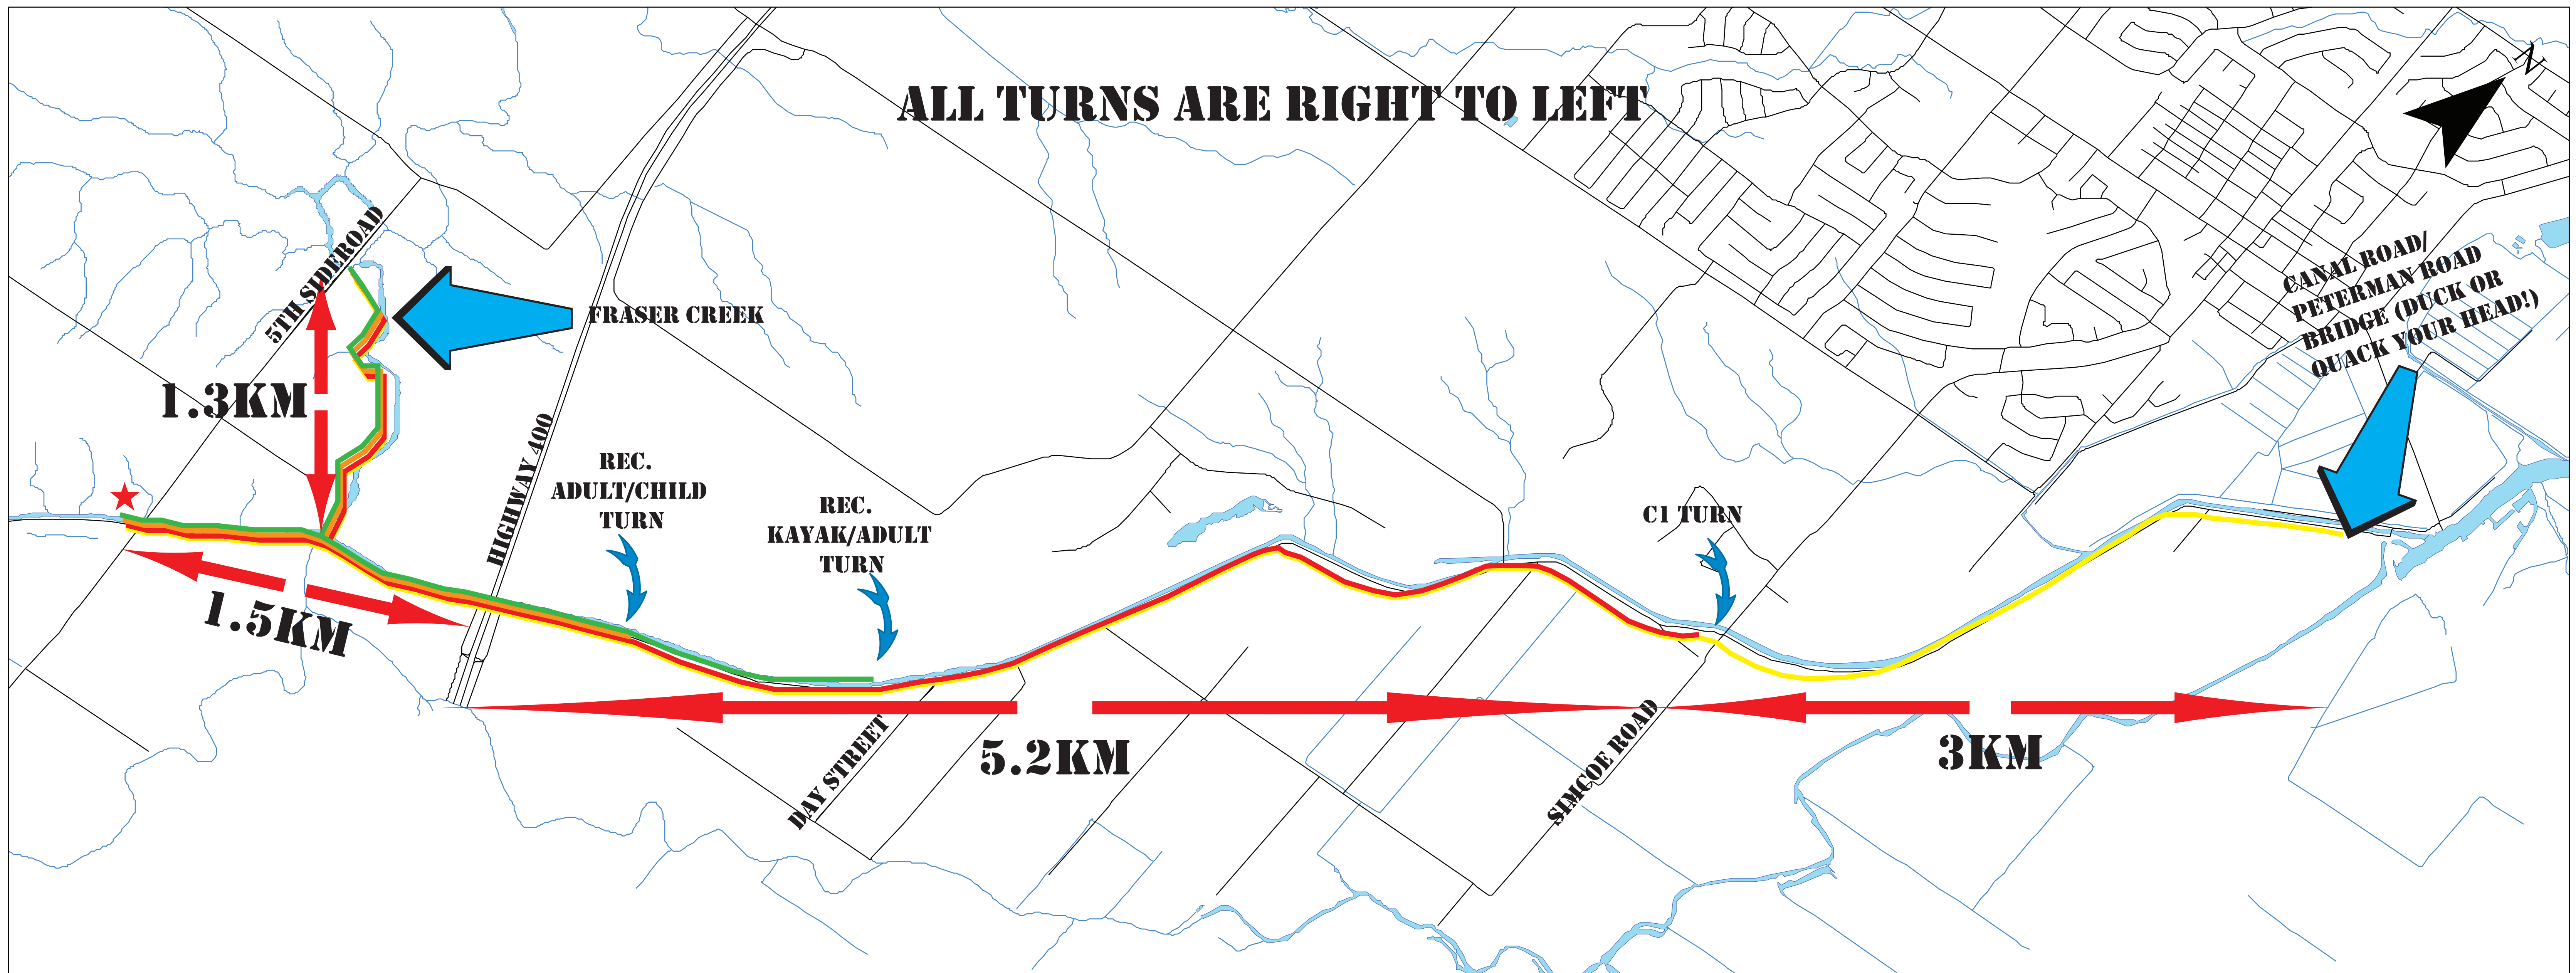 ALL TURNS ARE RIGHT TO LEFT
N
5TH SIDEROAD
FRASER CREEK
CANAL ROAD/
PETERMAN ROAD
BRIDGE (DUCK OR
QUACK YOUR HEAD!)
1.3KM
HIGHWAY 400
REC.
ADULT/CHILD
TURN
REC.
KAYAK/ADULT
TURN
C1 TURN
1.5KM
DAY STREET
5.2KM
SIMCOE ROAD
3KM